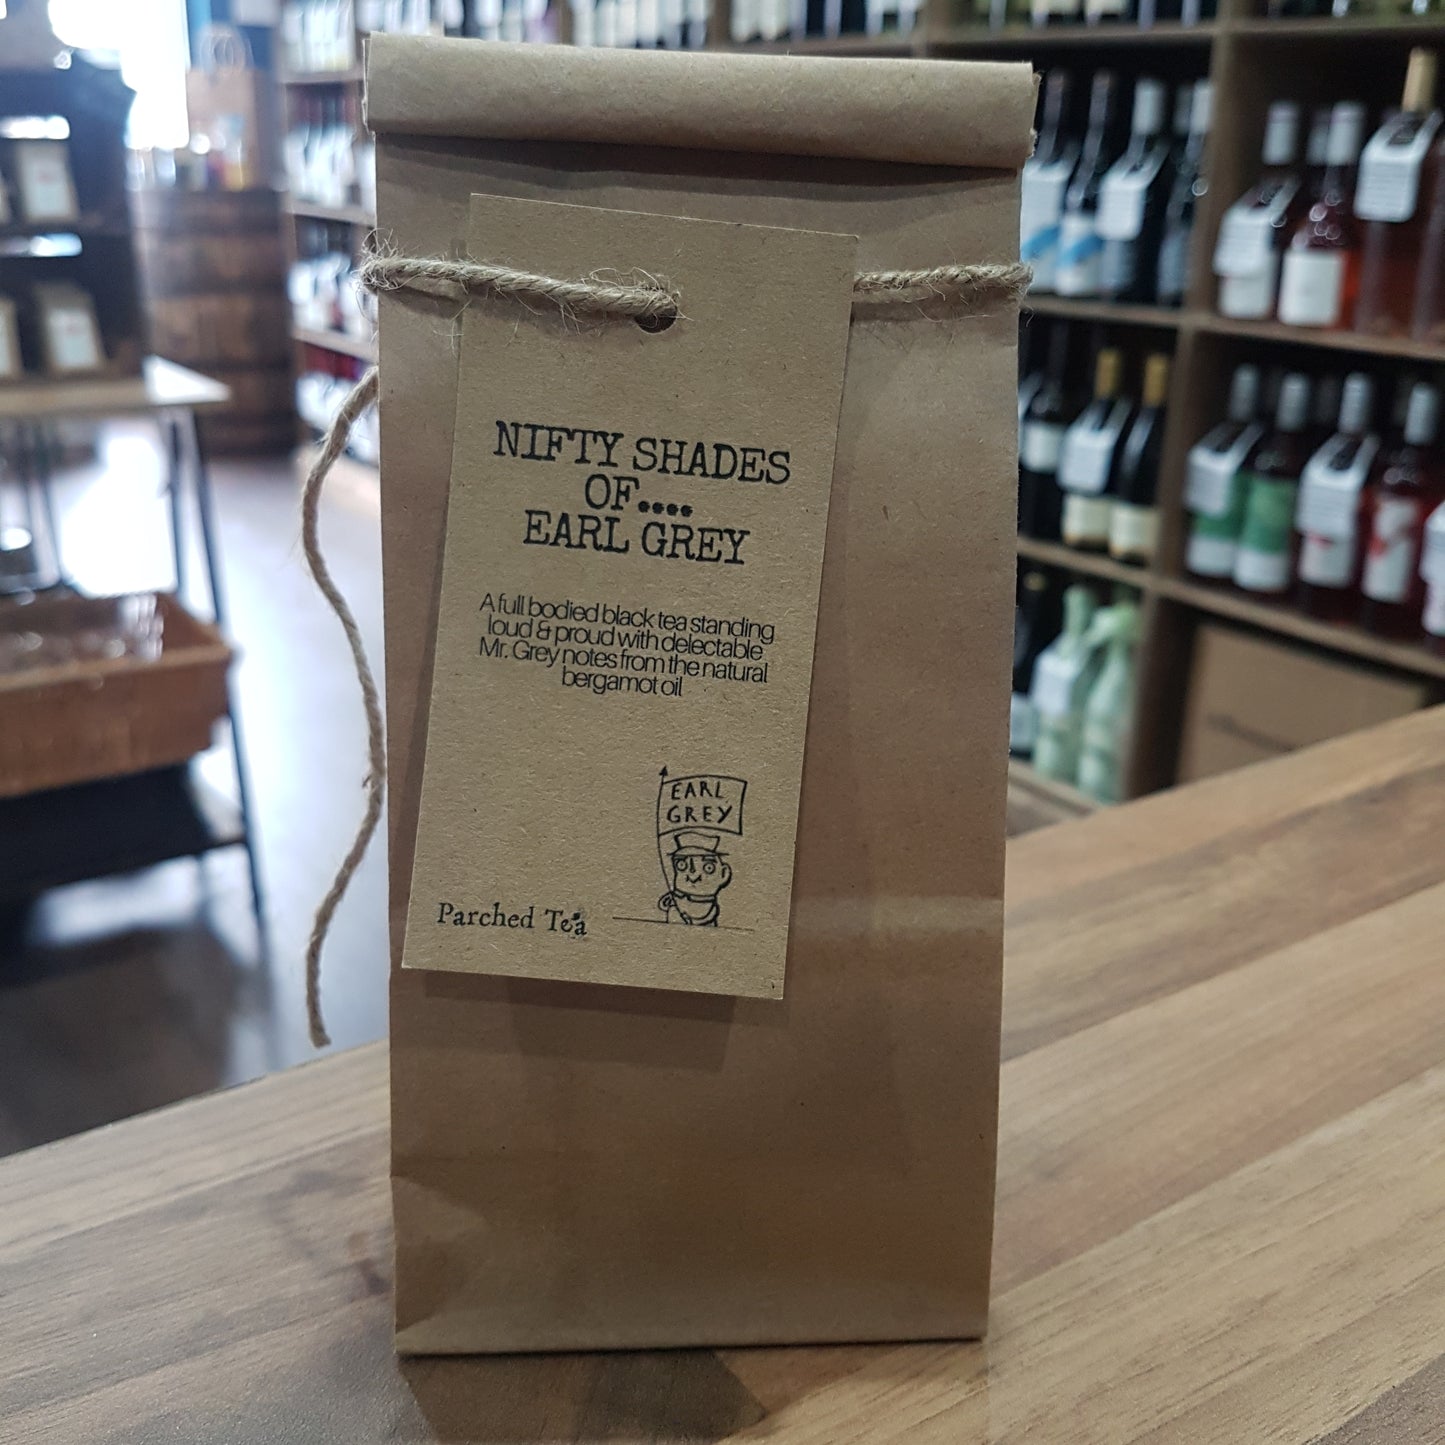 NIFTY SHADES
OF....
EARL GREY
A full bodied black tea standing
loud & proud with delectable
Mr. Grey notes from the natural
bergamot oil
EARL
GREY
Parched Tea